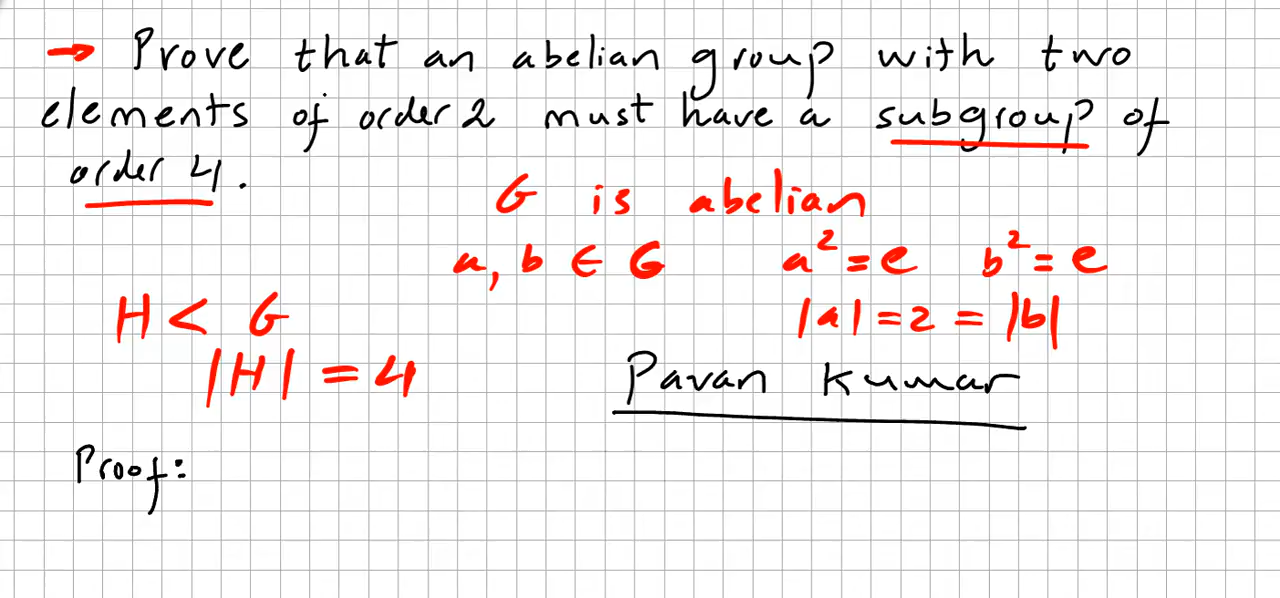 → Prove that an abelian group with two
elements of order 2 must have a subgroup of
order 4.
G is abelian
a, b ∈ G a² = e b² = e
H < G |a| = 2 = |b|
|H| = 4
Pavan Kumar
Proof: